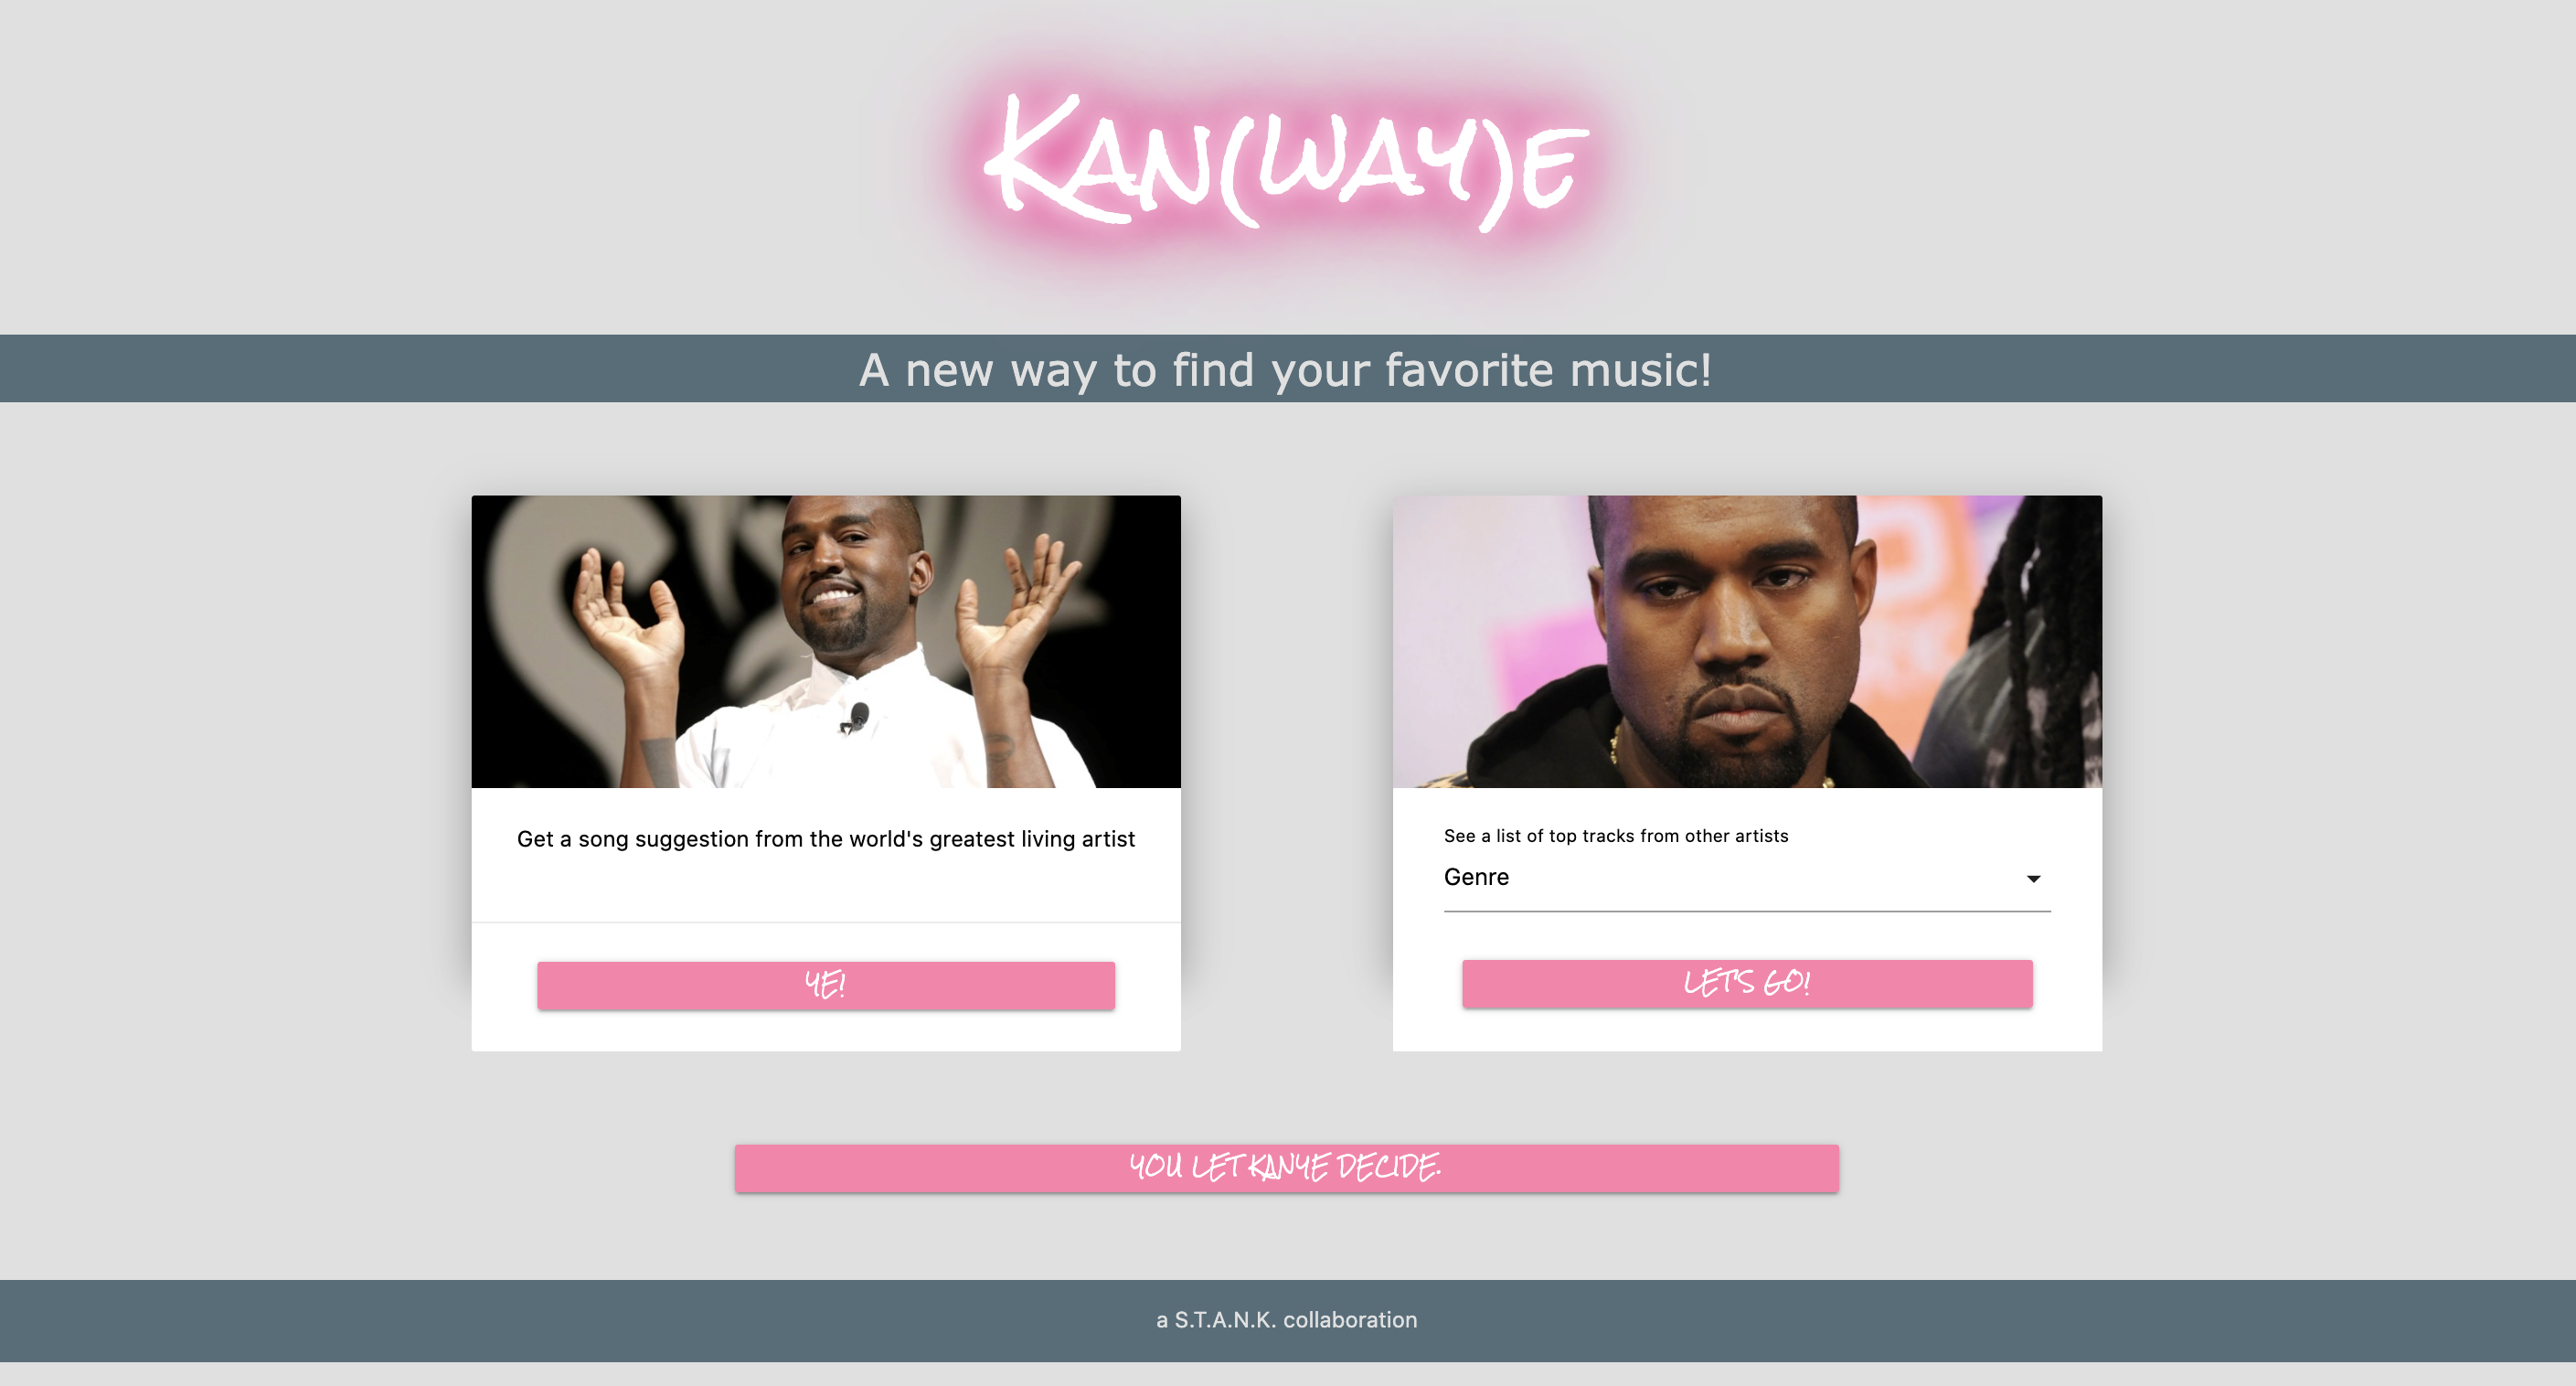 Kan(way)e
A new way to find your favorite music!
Get a song suggestion from the world's greatest living artist
YE!
See a list of top tracks from other artists
Genre
LET'S GO!
YOU LET KANYE DECIDE.
a S.T.A.N.K. collaboration